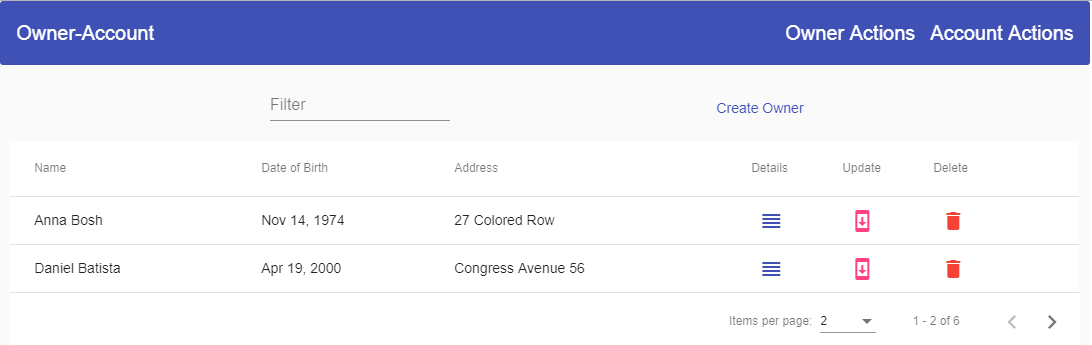 Owner-Account Owner Actions Account Actions
Filter Create Owner
Name Date of Birth Address Details Update Delete
Anna Bosh Nov 14, 1974 27 Colored Row
Daniel Batista Apr 19, 2000 Congress Avenue 56
Items per page: 2 1 - 2 of 6